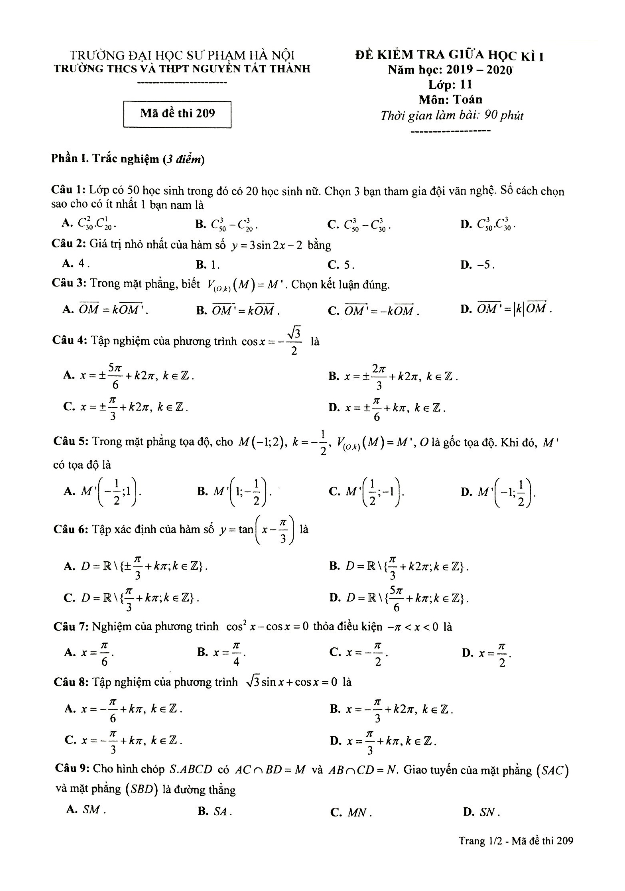 TRƯỜNG ĐẠI HỌC SƯ PHẠM HÀ NỘI
TRƯỜNG THCS VÀ THPT NGUYỄN TẤT THÀNH
Mã đề thi 209
ĐỀ KIỂM TRA GIỮA HỌC KÌ I
Năm học: 2019 – 2020
Lớp: 11
Môn: Toán
Thời gian làm bài: 90 phút
Phần I. Trắc nghiệm (3 điểm)
Câu 1: Lớp có 50 học sinh trong đó có 20 học sinh nữ. Chọn 3 bạn tham gia đội văn nghệ. Số cách chọn
sao cho có ít nhất 1 bạn nam là
A. $C_{30}^{2}.C_{20}^{1}$. B. $C_{50}^{3} - C_{20}^{3}$. C. $C_{50}^{3} - C_{30}^{3}$. D. $C_{50}^{3}.C_{30}^{3}$.
Câu 2: Giá trị nhỏ nhất của hàm số $y = 3\sin 2x - 2$ bằng
A. 4. B. 1. C. 5. D. −5.
Câu 3: Trong mặt phẳng, biết $V_{(O,k)}(M) = M'$. Chọn kết luận đúng.
A. $\overrightarrow{OM} = k\overrightarrow{OM'}$. B. $\overrightarrow{OM'} = k\overrightarrow{OM}$. C. $\overrightarrow{OM'} = -k\overrightarrow{OM}$. D. $\overrightarrow{OM'} = |k|\overrightarrow{OM}$.
Câu 4: Tập nghiệm của phương trình $\cos x = -\frac{\sqrt{3}}{2}$ là
A. $x = \pm\frac{5\pi}{6} + k2\pi, k \in \mathbb{Z}$. B. $x = \pm\frac{2\pi}{3} + k2\pi, k \in \mathbb{Z}$.
C. $x = \pm\frac{\pi}{3} + k2\pi, k \in \mathbb{Z}$. D. $x = \pm\frac{\pi}{6} + k\pi, k \in \mathbb{Z}$.
Câu 5: Trong mặt phẳng tọa độ, cho $M(-1;2)$, $k = -\frac{1}{2}$, $V_{(O,k)}(M) = M'$, O là gốc tọa độ. Khi đó, $M'$
có tọa độ là
A. $M'\left(-\frac{1}{2};1\right)$. B. $M'\left(1;-\frac{1}{2}\right)$. C. $M'\left(\frac{1}{2};-1\right)$. D. $M'\left(-1;\frac{1}{2}\right)$.
Câu 6: Tập xác định của hàm số $y = \tan\left(x - \frac{\pi}{3}\right)$ là
A. $D = \mathbb{R} \setminus \{\pm\frac{\pi}{3} + k\pi; k \in \mathbb{Z}\}$. B. $D = \mathbb{R} \setminus \{\frac{\pi}{6} + k2\pi; k \in \mathbb{Z}\}$.
C. $D = \mathbb{R} \setminus \{\frac{\pi}{3} + k\pi; k \in \mathbb{Z}\}$. D. $D = \mathbb{R} \setminus \{\frac{5\pi}{6} + k\pi; k \in \mathbb{Z}\}$.
Câu 7: Nghiệm của phương trình $\cos^2 x - \cos x = 0$ thỏa điều kiện $-\pi < x < 0$ là
A. $x = \frac{\pi}{6}$. B. $x = \frac{\pi}{4}$. C. $x = -\frac{\pi}{2}$. D. $x = \frac{\pi}{2}$.
Câu 8: Tập nghiệm của phương trình $\sqrt{3}\sin x + \cos x = 0$ là
A. $x = -\frac{\pi}{6} + k\pi, k \in \mathbb{Z}$. B. $x = -\frac{\pi}{3} + k2\pi, k \in \mathbb{Z}$.
C. $x = -\frac{\pi}{3} + k\pi, k \in \mathbb{Z}$. D. $x = \frac{\pi}{3} + k\pi, k \in \mathbb{Z}$.
Câu 9: Cho hình chóp S.ABCD có $AC \cap BD = M$ và $AB \cap CD = N$. Giao tuyến của mặt phẳng (SAC)
và mặt phẳng (SBD) là đường thẳng
A. SM. B. SA. C. MN. D. SN.
Trang 1/2 - Mã đề thi 209